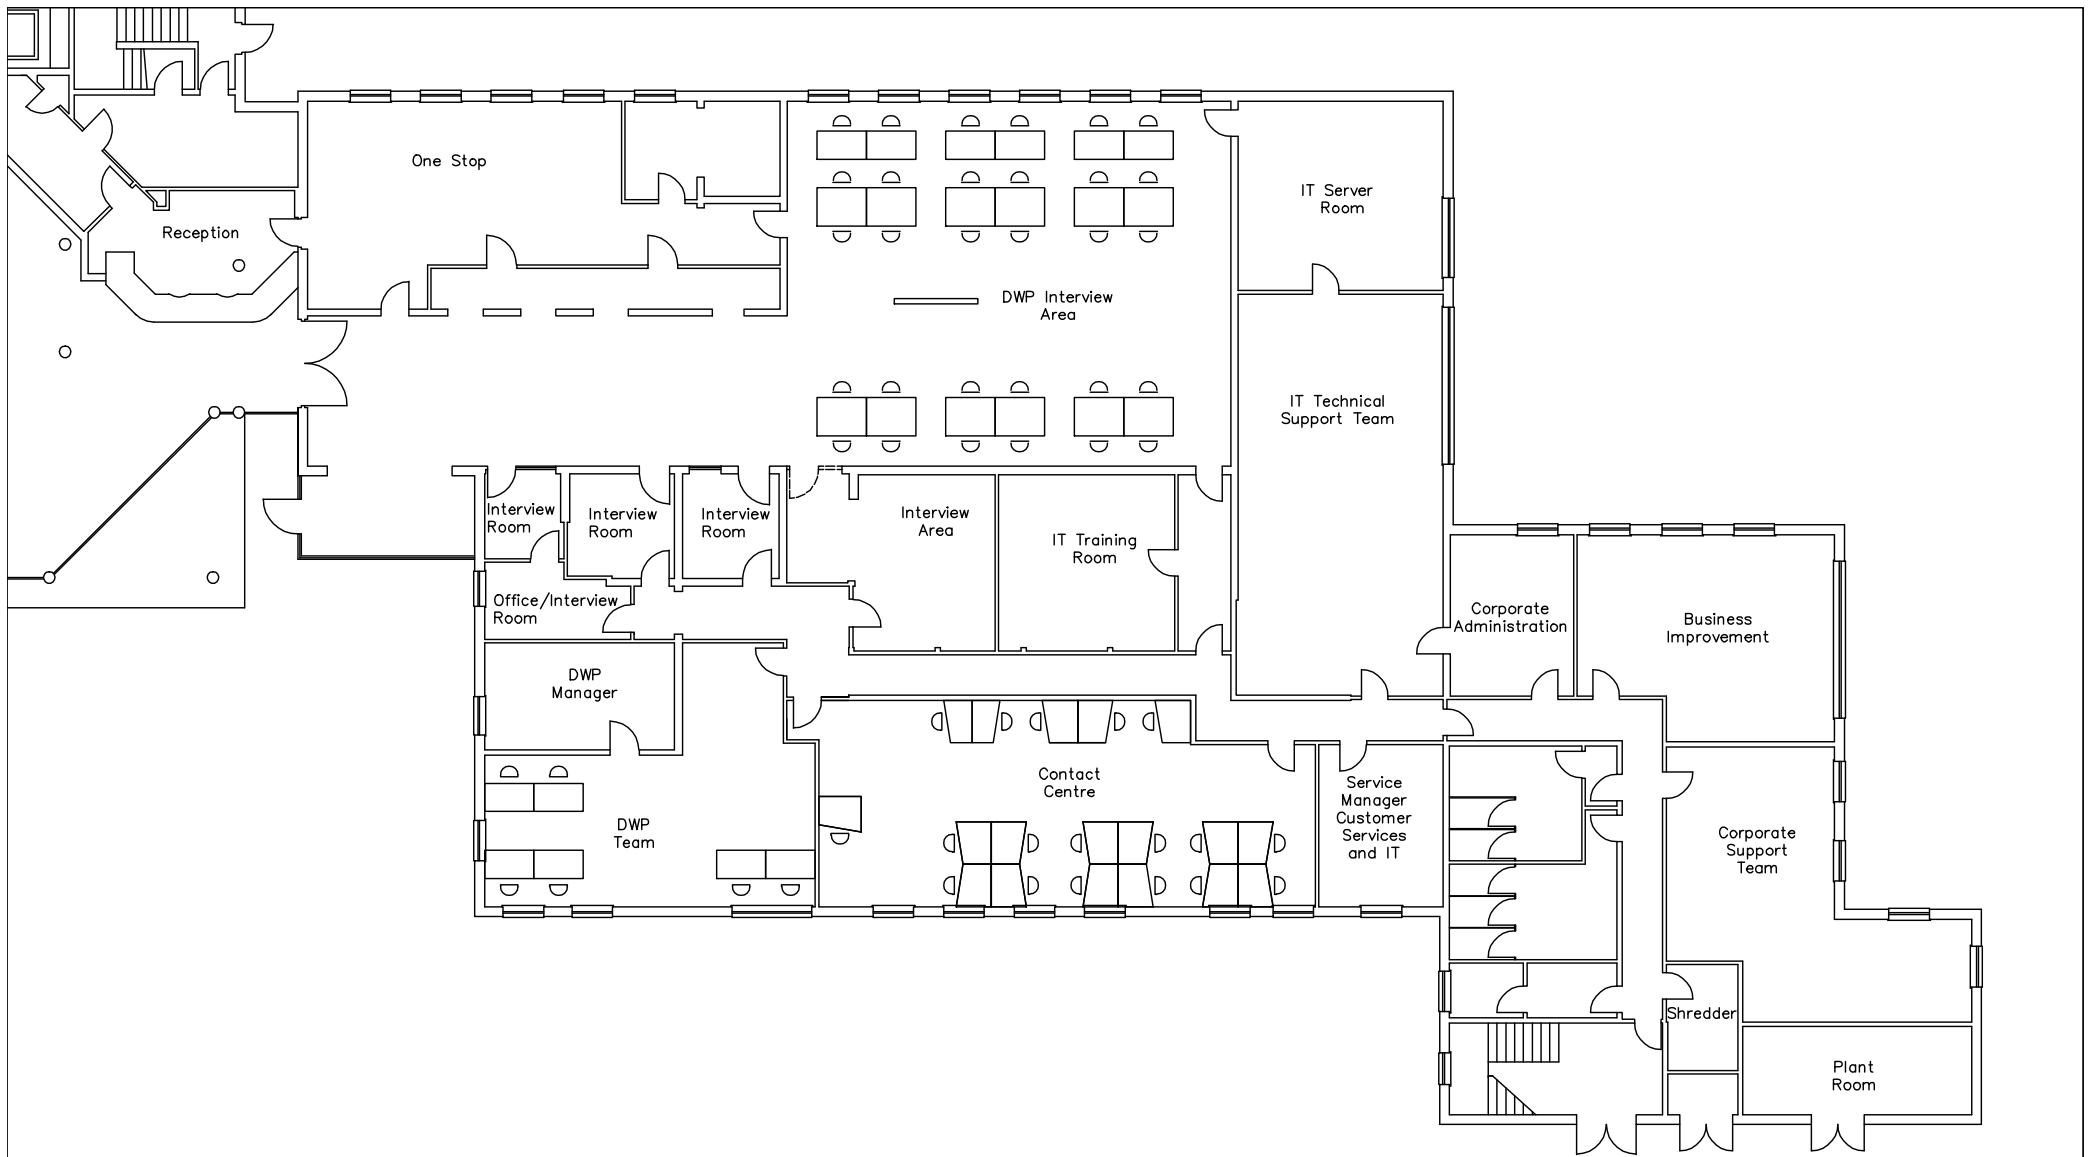 One Stop
Reception
IT Server
Room
DWP Interview
Area
IT Technical
Support Team
Interview
Room
Interview
Room
Interview
Room
Interview
Area
IT Training
Room
Office/Interview
Room
Corporate
Administration
Business
Improvement
DWP
Manager
Contact
Centre
Service
Manager
Customer
Services
and IT
DWP
Team
Corporate
Support
Team
Shredder
Plant
Room